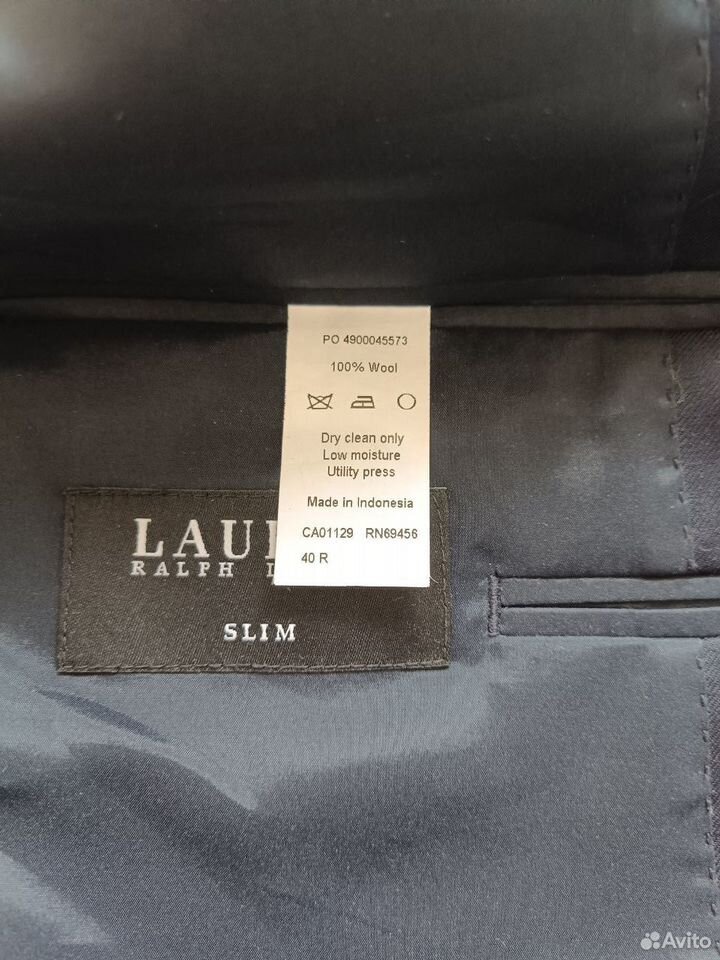 PO 4900045573
100% Wool
Dry clean only
Low moisture
Utility press
Made in Indonesia
CA01129 RN69456
40 R
LAU
RALPH L
SLIM
Avito